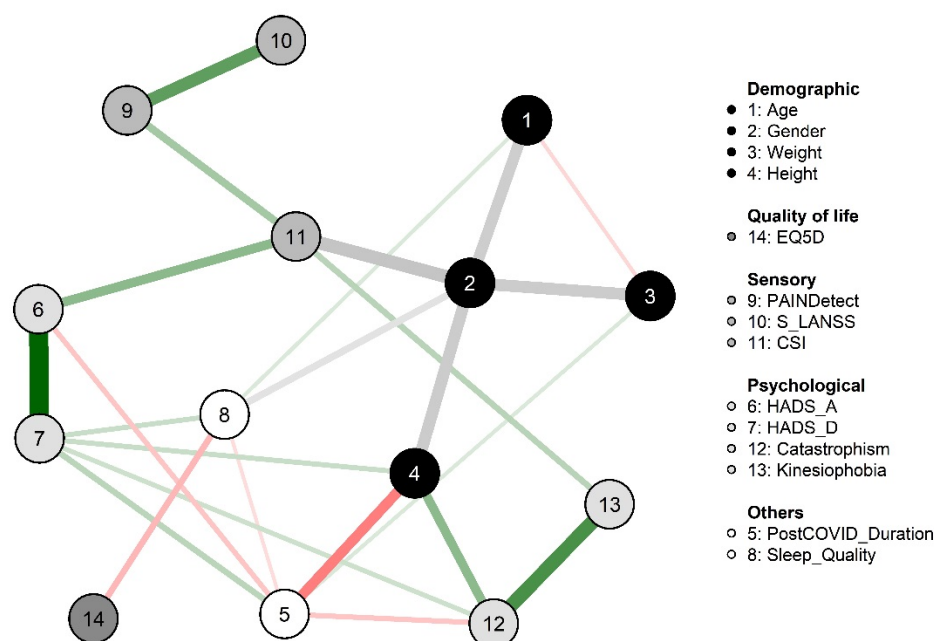 10
9
1
11
2
3
6
8
7
4
13
14
5
12
Demographic
1: Age
2: Gender
3: Weight
4: Height
Quality of life
14: EQ5D
Sensory
9: PAINDetect
10: S_LANSS
11: CSI
Psychological
6: HADS_A
7: HADS_D
12: Catastrophism
13: Kinesiophobia
Others
5: PostCOVID_Duration
8: Sleep_Quality